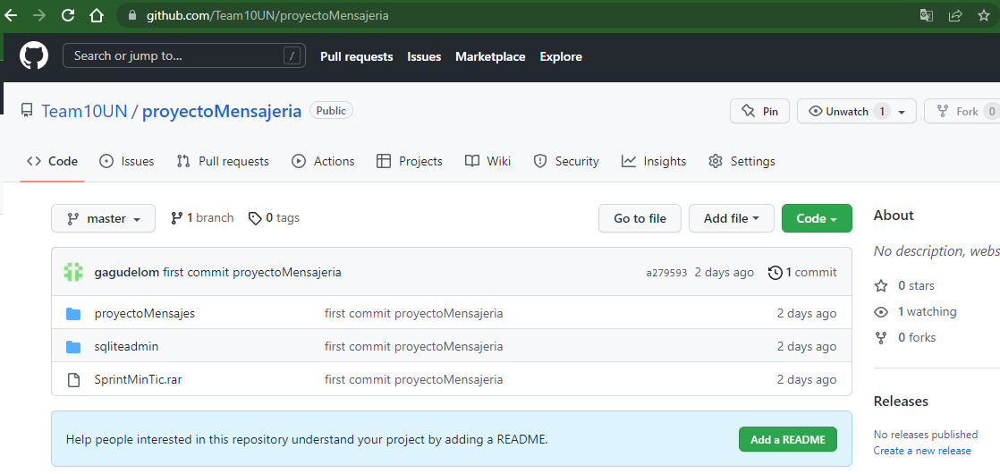 github.com/Team10UN/proyectoMensajeria
Search or jump to... / Pull requests Issues Marketplace Explore
Team10UN / proyectoMensajeria Public Pin Unwatch 1 Fork 0
Code Issues Pull requests Actions Projects Wiki Security Insights Settings
master 1 branch 0 tags Go to file Add file Code
gagudelom first commit proyectoMensajeria a279593 2 days ago 1 commit
proyectoMensajes first commit proyectoMensajeria 2 days ago
sqliteadmin first commit proyectoMensajeria 2 days ago
SprintMinTic.rar first commit proyectoMensajeria 2 days ago
Help people interested in this repository understand your project by adding a README. Add a README
About
No description, webs
0 stars
1 watching
0 forks
Releases
No releases published
Create a new release